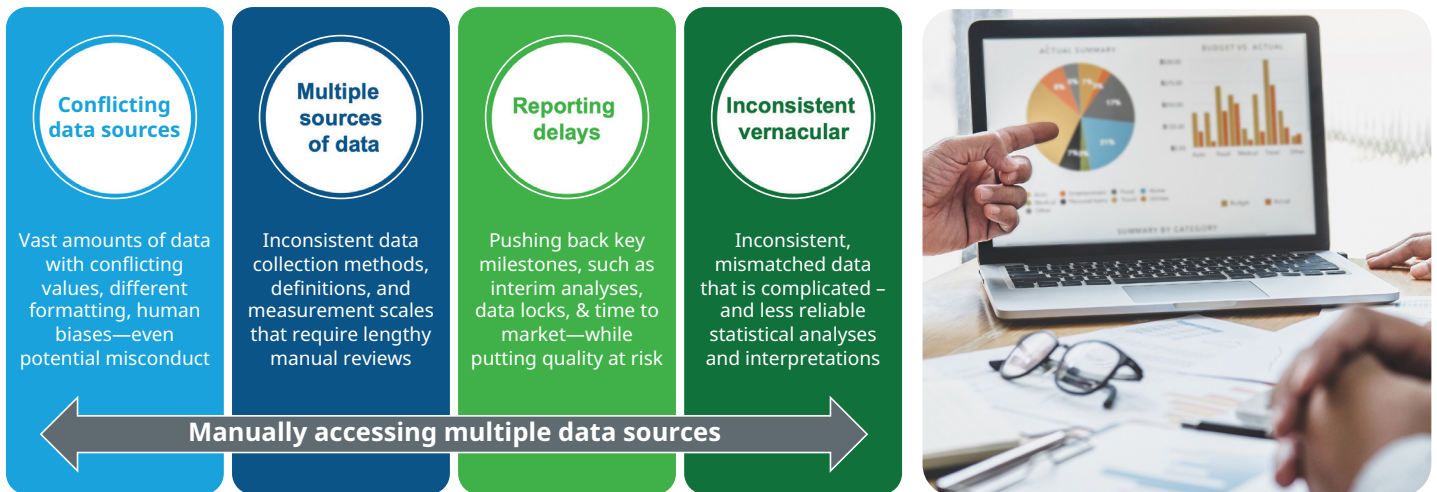 Conflicting
data sources
Vast amounts of data
with conflicting
values, different
formatting, human
biases—even
potential misconduct
Multiple
sources
of data
Inconsistent data
collection methods,
definitions, and
measurement scales
that require lengthy
manual reviews
Reporting
delays
Pushing back key
milestones, such as
interim analyses,
data locks, & time to
market—while
putting quality at risk
Inconsistent
vernacular
Inconsistent,
mismatched data
that is complicated –
and less reliable
statistical analyses
and interpretations
Manually accessing multiple data sources
ACTUAL SUMMARY
BUDGET VS. ACTUAL
17%
21%
Budget
Actual
SUMMARY BY CATEGORY